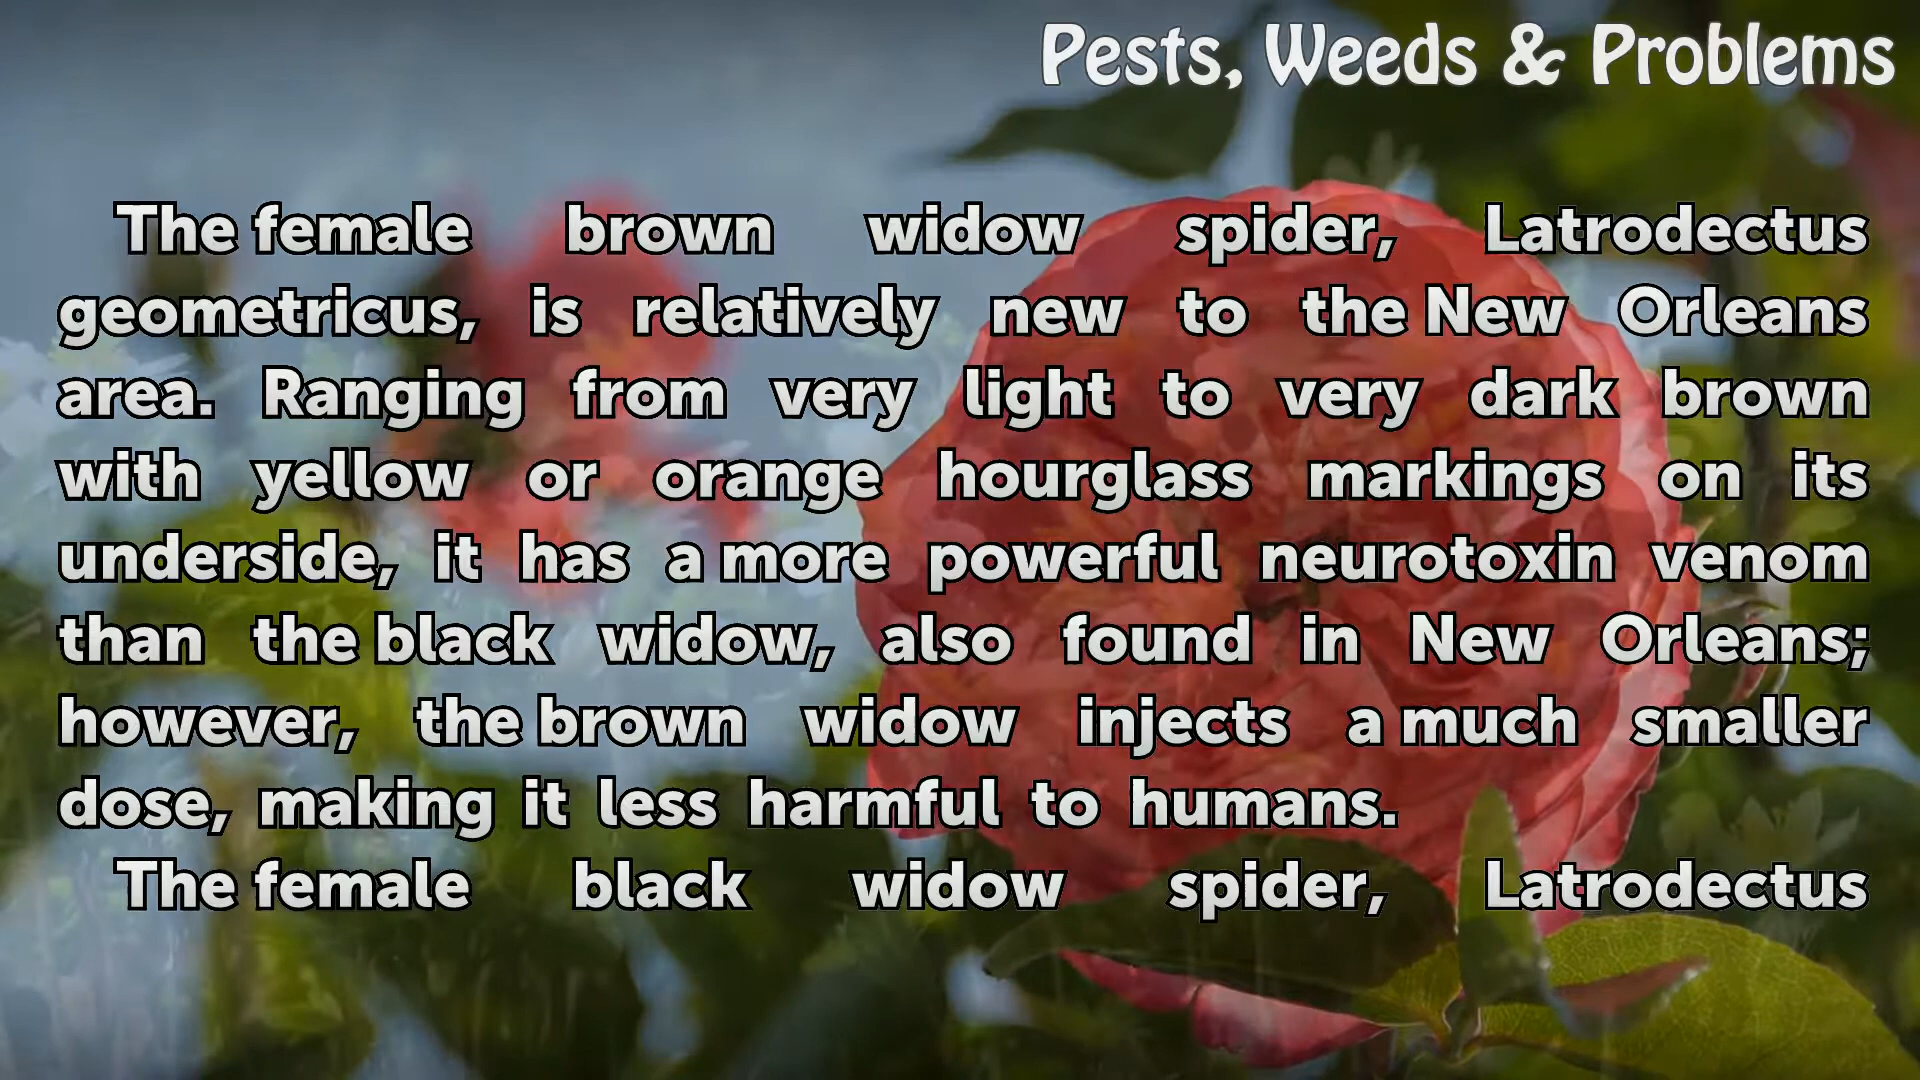 Pests, Weeds & Problems
The female brown widow spider, Latrodectus
geometricus, is relatively new to the New Orleans
area. Ranging from very light to very dark brown
with yellow or orange hourglass markings on its
underside, it has a more powerful neurotoxin venom
than the black widow, also found in New Orleans;
however, the brown widow injects a much smaller
dose, making it less harmful to humans.
The female black widow spider, Latrodectus